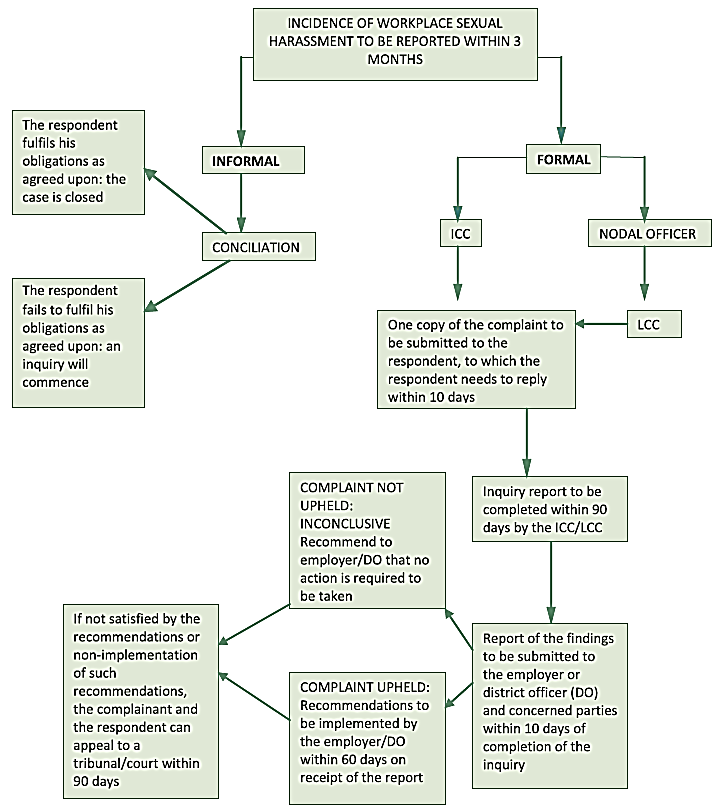 INCIDENCE OF WORKPLACE SEXUAL
HARASSMENT TO BE REPORTED WITHIN 3
MONTHS
The respondent
fulfils his
obligations as
agreed upon: the
case is closed
INFORMAL
FORMAL
ICC
NODAL OFFICER
CONCILIATION
The respondent
fails to fulfil his
obligations as
agreed upon: an
inquiry will
commence
One copy of the complaint to
be submitted to the
respondent, to which the
respondent needs to reply
within 10 days
LCC
COMPLAINT NOT
UPHELD:
INCONCLUSIVE
Recommend to
employer/DO that no
action is required to
be taken
Inquiry report to be
completed within 90
days by the ICC/LCC
If not satisfied by the
recommendations or
non-implementation
of such
recommendations,
the complainant and
the respondent can
appeal to a
tribunal/court within
90 days
COMPLAINT UPHELD:
Recommendations to
be implemented by
the employer/DO
within 60 days on
receipt of the report
Report of the findings
to be submitted to
the employer or
district officer (DO)
and concerned parties
within 10 days of
completion of the
inquiry